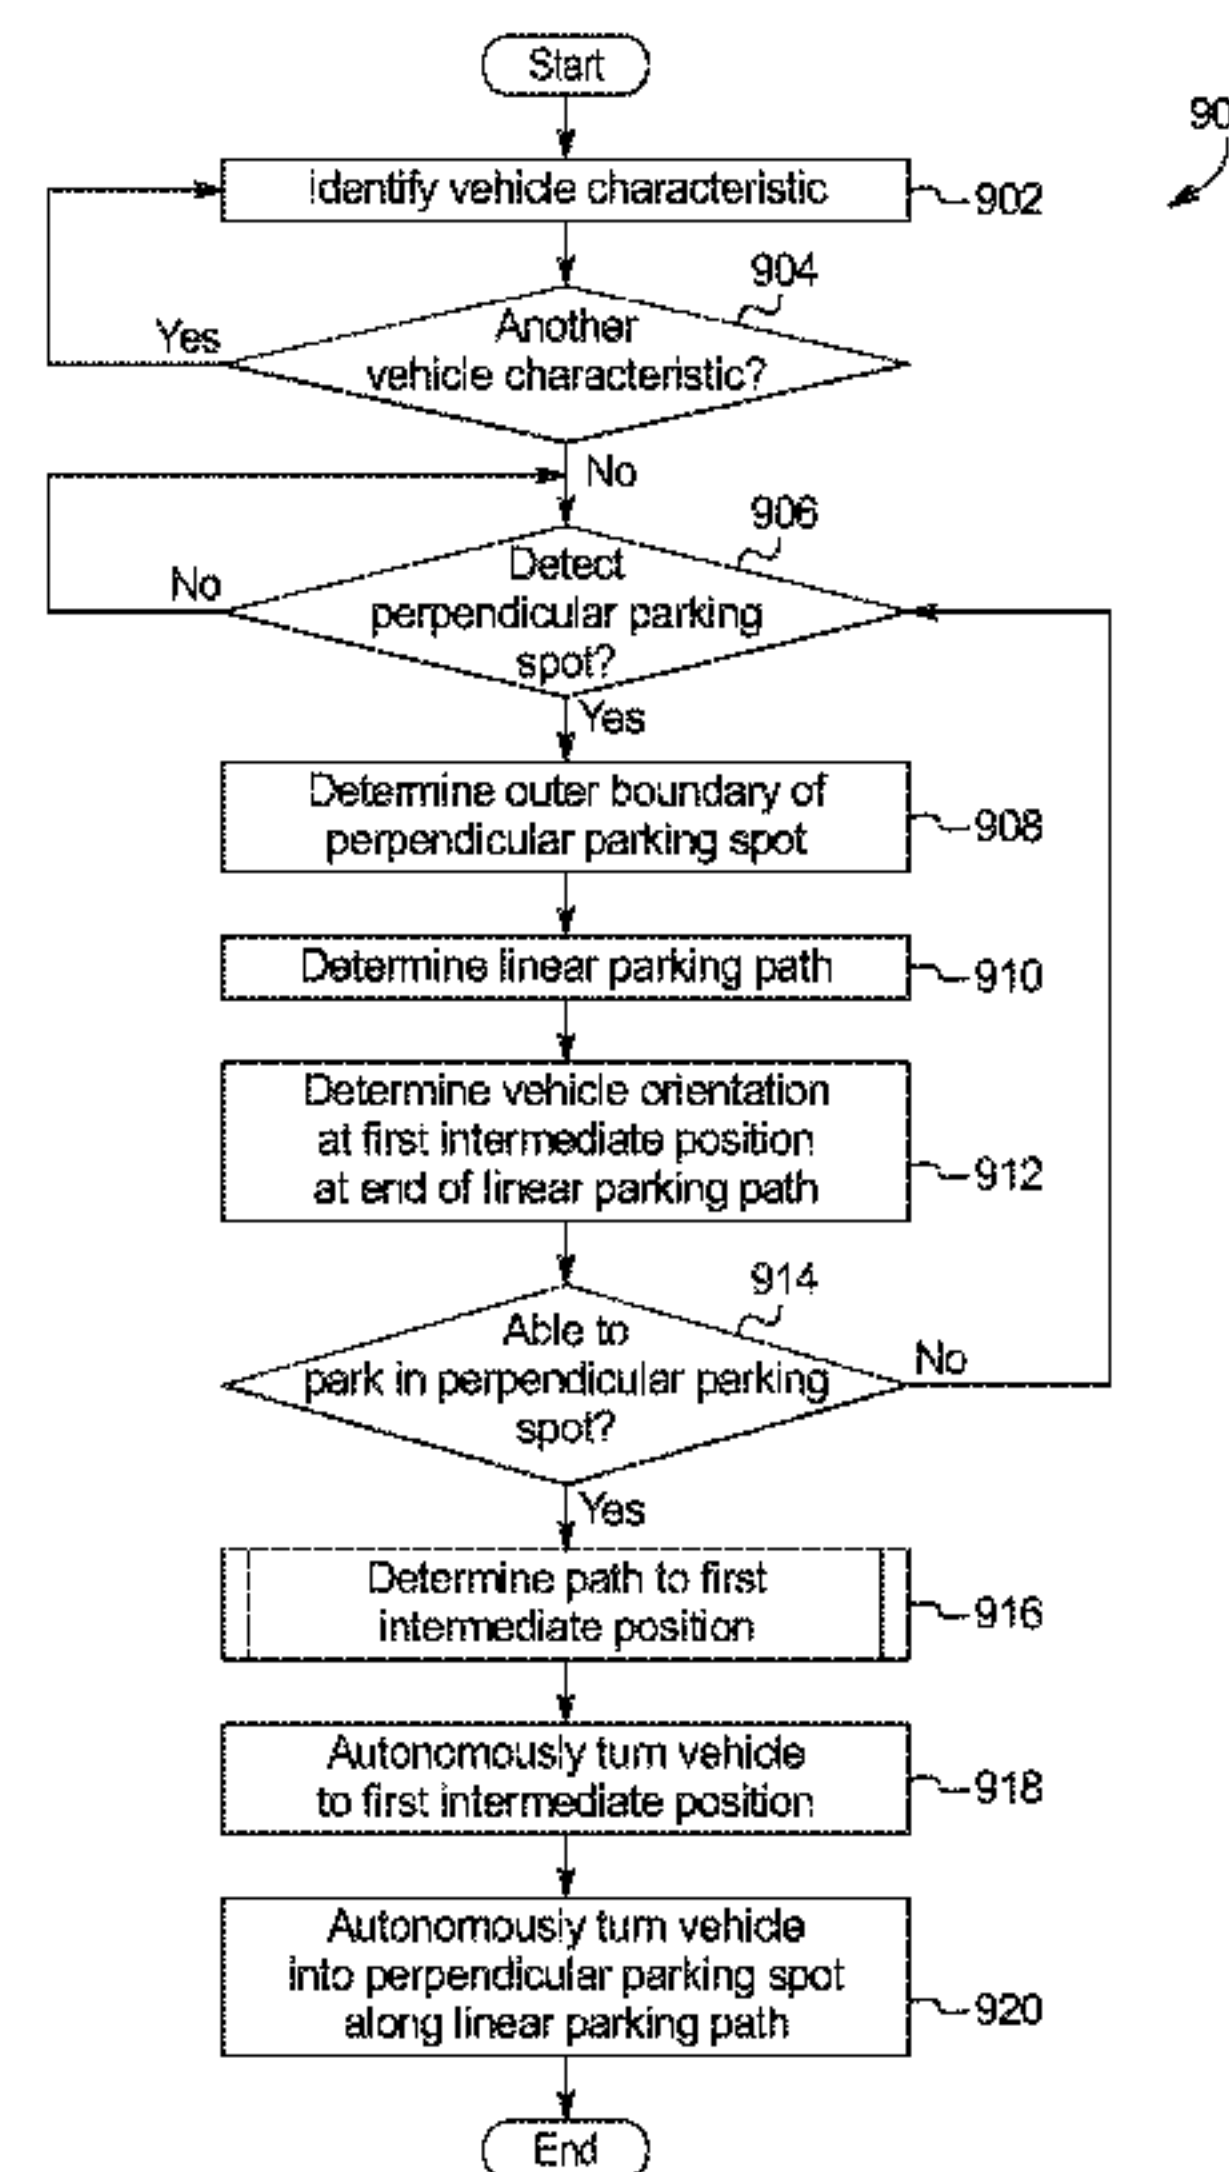 Start
90
Identify vehicle characteristic
902
904
Another
vehicle characteristic?
Yes
No
906
Detect
perpendicular parking
spot?
No
Yes
Determine outer boundary of
perpendicular parking spot
908
Determine linear parking path
910
Determine vehicle orientation
at first intermediate position
at end of linear parking path
912
914
Able to
park in perpendicular parking
spot?
No
Yes
Determine path to first
intermediate position
916
Autonomously turn vehicle
to first intermediate position
918
Autonomously turn vehicle
into perpendicular parking spot
along linear parking path
920
End